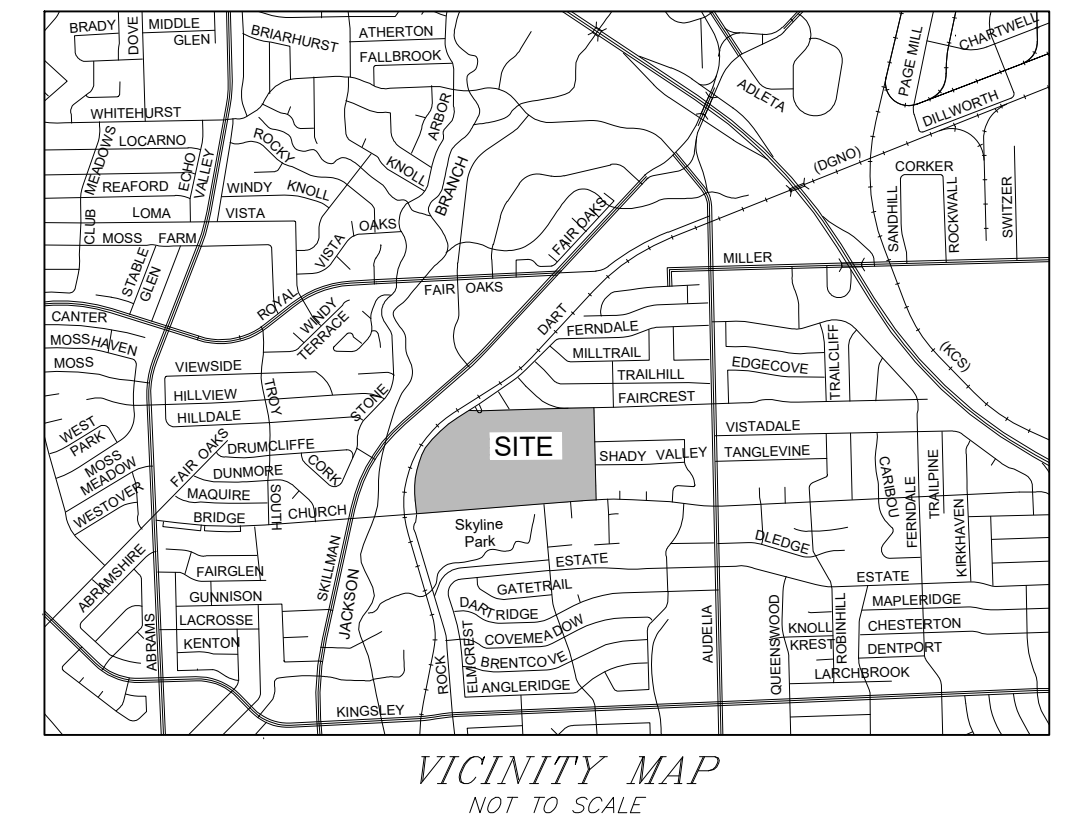 BRADY
DOVE
MIDDLE
GLEN
BRIARHURST
ATHERTON
FALLBROOK
PAGE MILL
CHARTWELL
ADLETA
DILLWORTH
WHITEHURST
MEADOWS
CLUB
LOCARNO
ECHO
VALLEY
ROCKY
KNOLL
ARBOR
BRANCH
(DGNO)
CORKER
SANDHILL
ROCKWALL
SWITZER
REAFORD
WINDY KNOLL
LOMA VISTA
MOSS FARM
STABLE
GLEN
VISTA
OAKS
FAIR OAKS
MILLER
ROYAL
FAIR OAKS
WINDY
TERRACE
DART
CANTER
MOSSHAVEN
MOSS
FERNDALE
MILLTRAIL
TRAILHILL
FAIRCREST
EDGECOVE
TRAILCLIFF
(KCS)
VIEWSIDE
HILLVIEW
HILLDALE
TROY
STONE
WEST
PARK
MOSS
MEADOW
WESTOVER
FAIR OAKS
DRUMCLIFFE
DUNMORE
CORK
MAQUIRE
BRIDGE
SOUTH
CHURCH
SITE
SHADY VALLEY
VISTADALE
TANGLEVINE
CARIBOU
FERNDALE
TRAILPINE
KIRKHAVEN
Skyline
Park
DLEDGE
ABRAMSHIRE
ABRAMS
FAIRGLEN
GUNNISON
LACROSSE
KENTON
SKILLMAN
JACKSON
ESTATE
GATETRAIL
DARTRIDGE
COVEMEADOW
BRENTCOVE
LANGLERIDGE
ELMCREST
ROCK
AUDELIA
QUEENSWOOD
KNOLL
KREST
ROBINHILL
ESTATE
MAPLERIDGE
CHESTERTON
DENTPORT
LARCHBROOK
KINGSLEY
VICINITY MAP
NOT TO SCALE